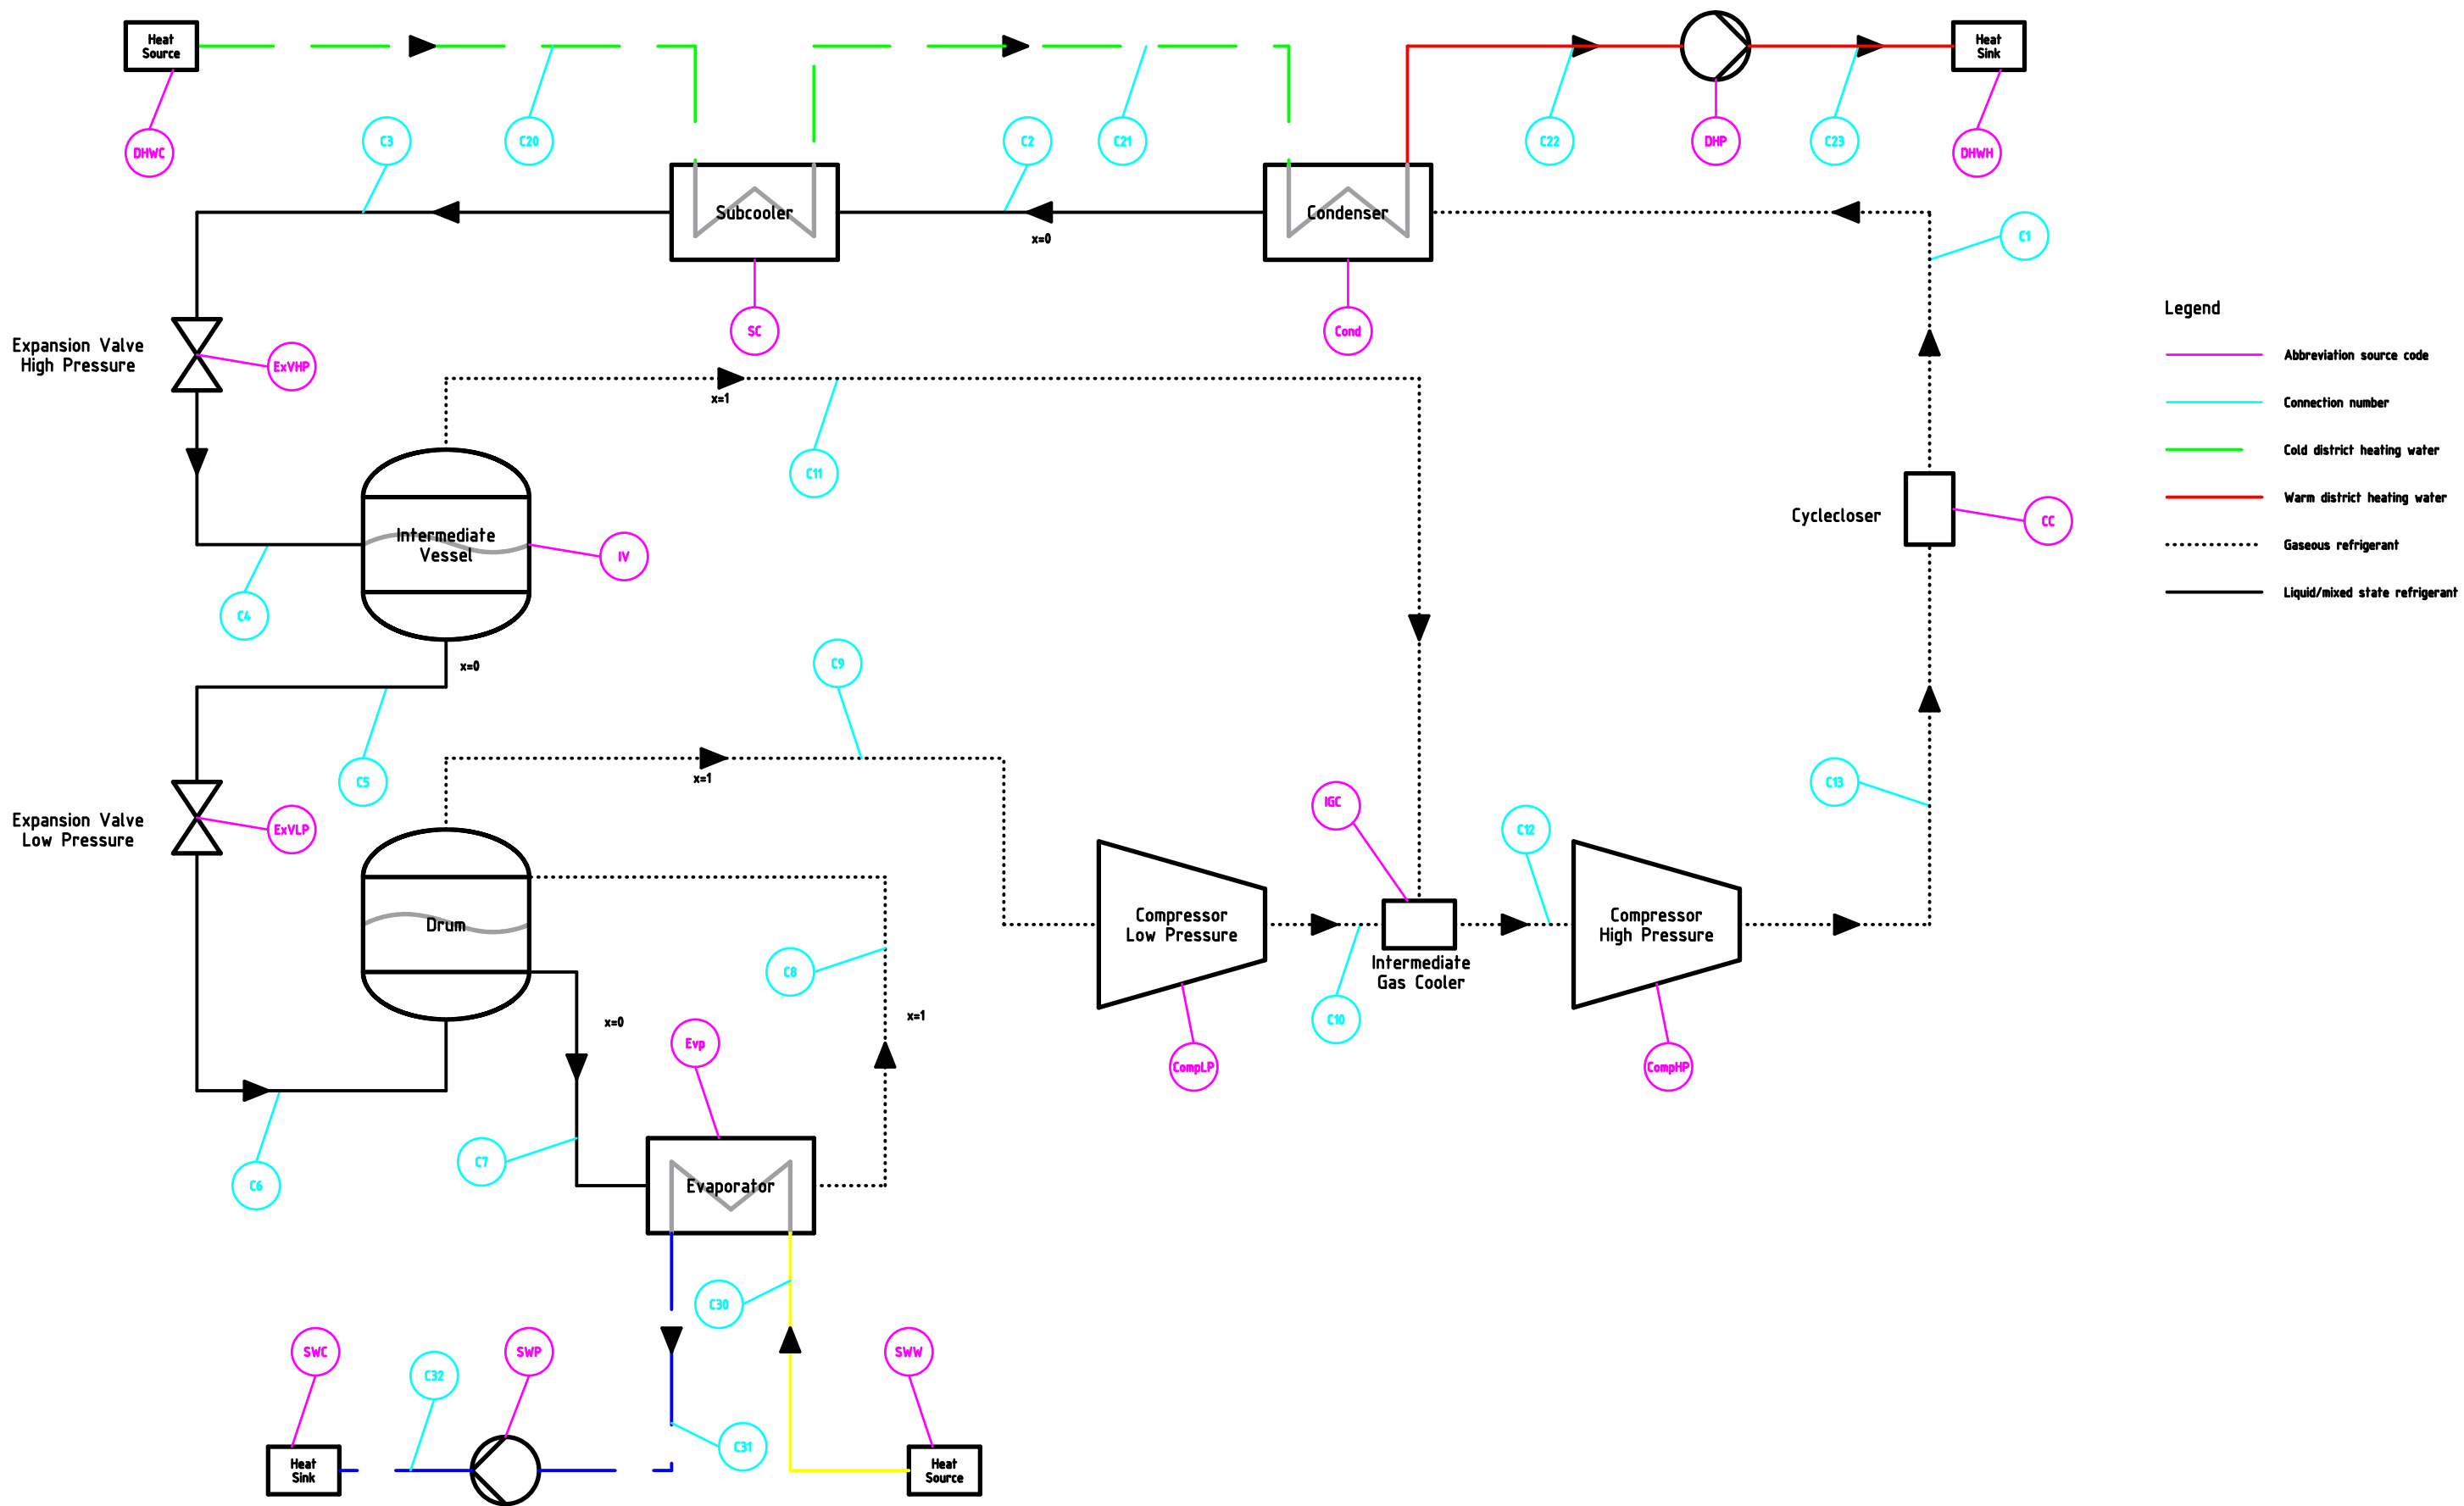 Heat
Source
Heat
Sink
DHWC
C3
C20
C2
C21
C22
DHP
C23
DHWH
Subcooler
Condenser
x=0
C1
SC
Cond
Expansion Valve
High Pressure
ExVHP
x=1
C11
Intermediate
Vessel
IV
C4
Cyclecloser
CC
Legend
Abbreviation source code
Connection number
Cold district heating water
Warm district heating water
Gaseous refrigerant
Liquid/mixed state refrigerant
x=0
C9
C5
x=1
C13
Expansion Valve
Low Pressure
ExVLP
IGC
C12
Drum
Compressor
Low Pressure
Compressor
High Pressure
Intermediate
Gas Cooler
C8
C10
x=0
x=1
Evp
CompLP
CompHP
C7
C6
Evaporator
C30
SWC
C32
SWP
SWW
C31
Heat
Sink
Heat
Source